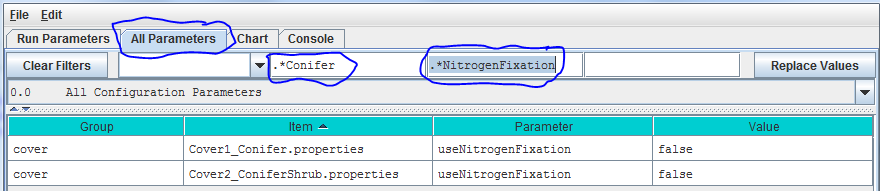 File Edit
Run Parameters All Parameters Chart Console
Clear Filters .*Conifer .*NitrogenFixation Replace Values
0.0 All Configuration Parameters
Group Item Parameter Value
cover Cover1_Conifer.properties useNitrogenFixation false
cover Cover2_ConiferShrub.properties useNitrogenFixation false